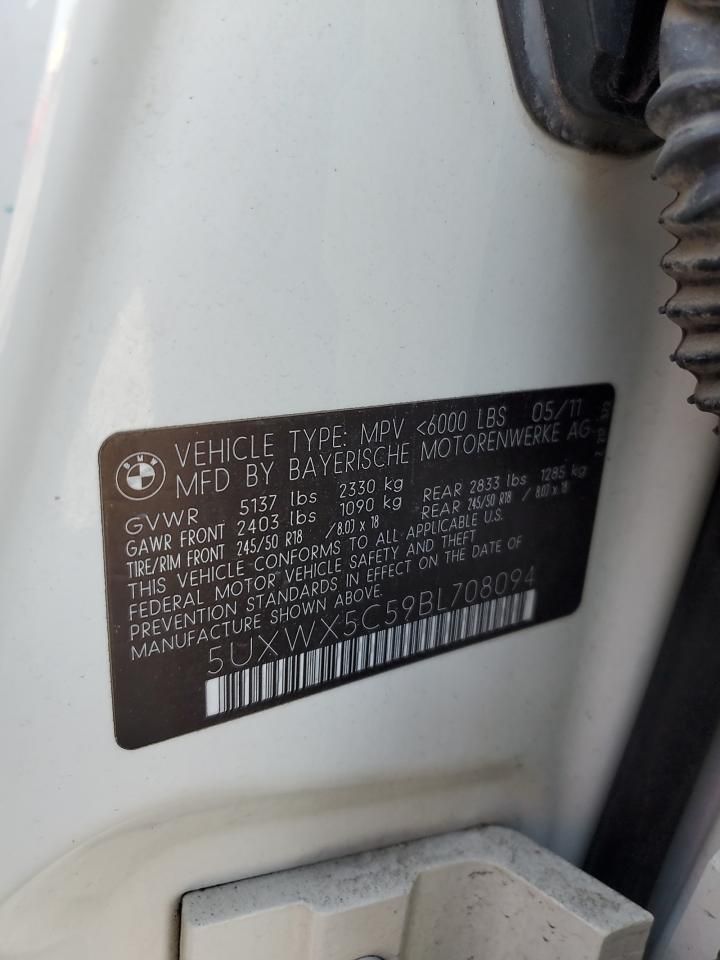 BMW
VEHICLE TYPE: MPV <6000 LBS 05/11
MFD BY BAYERISCHE MOTORENWERKE AG
GVWR 5137 lbs 2330 kg
GAWR FRONT 2403 lbs 1090 kg REAR 2833 lbs 1285 kg
TIRE/RIM FRONT 245/50 R18 / 8.0J x 18 REAR 245/50 R18 / 8.0J x 18
THIS VEHICLE CONFORMS TO ALL APPLICABLE U.S.
FEDERAL MOTOR VEHICLE SAFETY AND THEFT
PREVENTION STANDARDS IN EFFECT ON THE DATE OF
MANUFACTURE SHOWN ABOVE.
5UXWX5C59BL708094